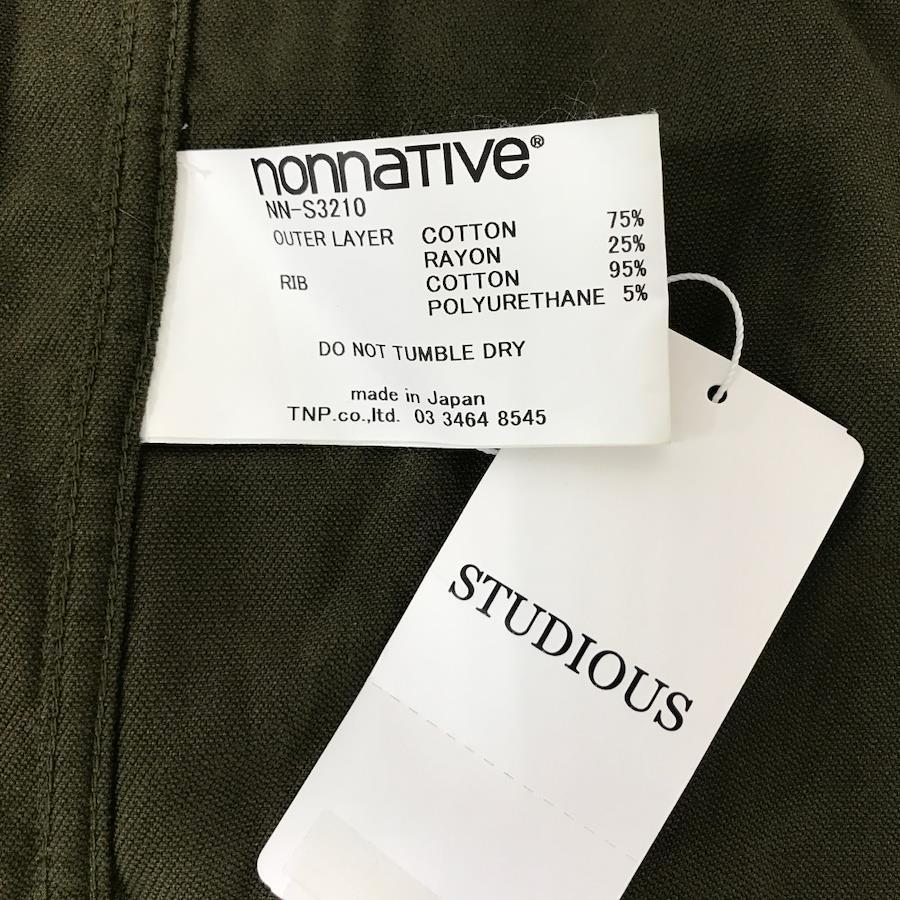 nonnative®
NN-S3210
OUTER LAYER COTTON 75%
RAYON 25%
RIB COTTON 95%
POLYURETHANE 5%
DO NOT TUMBLE DRY
made in Japan
TNP.co.,ltd. 03 3464 8545
STUDIOUS